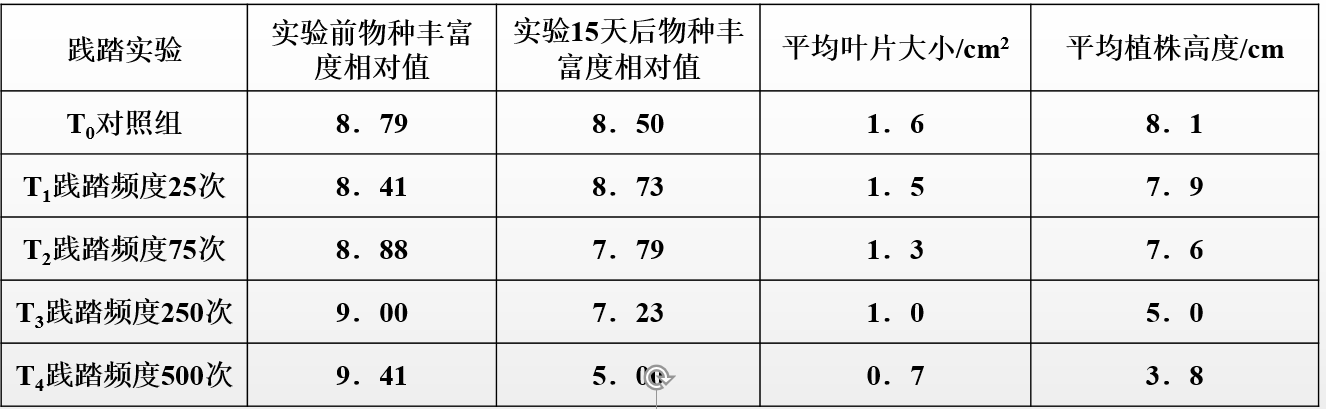 践踏实验
实验前物种丰富
度相对值
实验15天后物种丰
富度相对值
平均叶片大小/cm²
平均植株高度/cm
T₀对照组 8．79 8．50 1．6 8．1
T₁践踏频度25次 8．41 8．73 1．5 7．9
T₂践踏频度75次 8．88 7．79 1．3 7．6
T₃践踏频度250次 9．00 7．23 1．0 5．0
T₄践踏频度500次 9．41 0．7 3．8